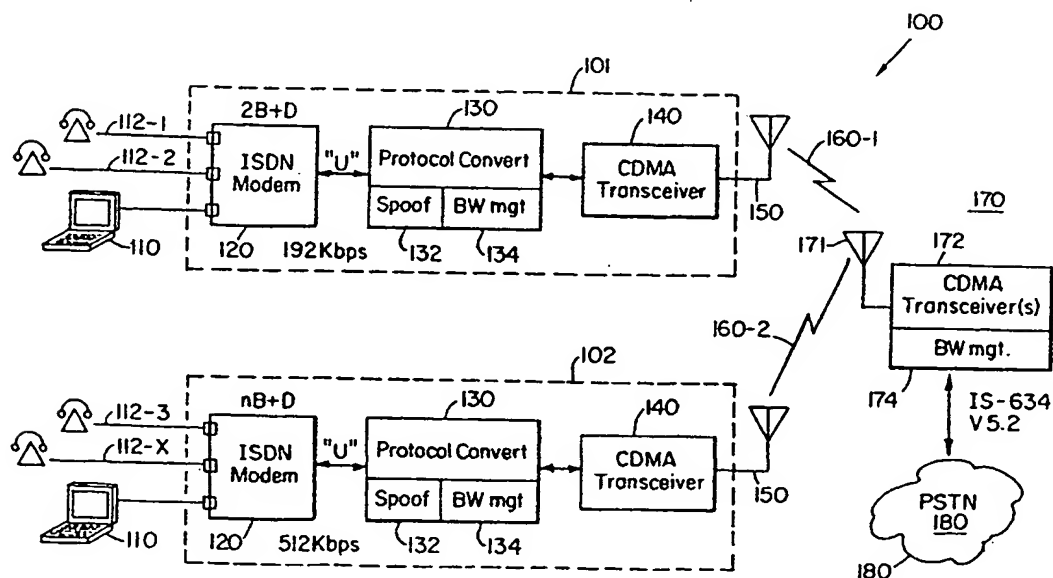 100
101
112-1
112-2
110
2B+D
ISDN
Modem
120
192Kbps
"U"
130
Protocol Convert
Spoof
BW mgt
132
134
140
CDMA
Transceiver
150
160-1
170
171
172
CDMA
Transceiver(s)
BW mgt.
174
IS-634
V5.2
PSTN
180
180
160-2
102
112-3
112-X
110
nB+D
ISDN
Modem
120
512Kbps
"U"
130
Protocol Convert
Spoof
BW mgt
132
134
140
CDMA
Transceiver
150